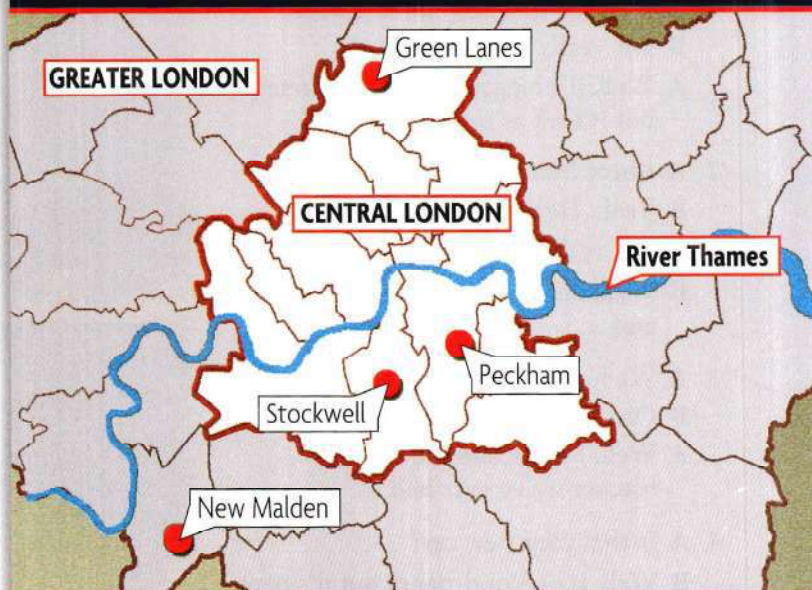 Green Lanes
GREATER LONDON
CENTRAL LONDON
River Thames
Peckham
Stockwell
New Malden